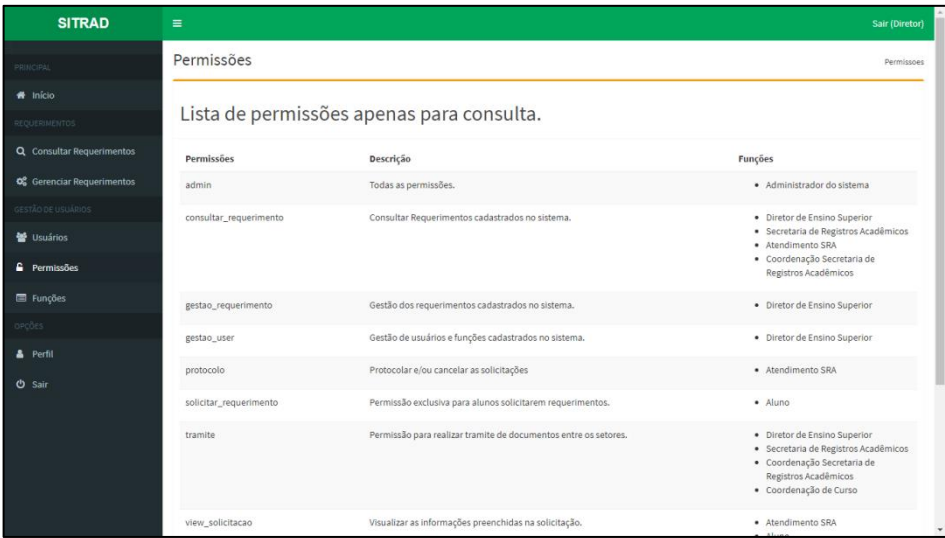 SITRAD
Sair (Diretor)
PRINCIPAL
Início
REQUERIMENTOS
Consultar Requerimentos
Gerenciar Requerimentos
GESTÃO DE USUÁRIOS
Usuários
Permissões
Funções
OPÇÕES
Perfil
Sair
Permissões
Permissoes
Lista de permissões apenas para consulta.
Permissões Descrição Funções
admin Todas as permissões. • Administrador do sistema
consultar_requerimento Consultar Requerimentos cadastrados no sistema. • Diretor de Ensino Superior
• Secretaria de Registros Acadêmicos
• Atendimento SRA
• Coordenação Secretaria de
Registros Acadêmicos
gestao_requerimento Gestão dos requerimentos cadastrados no sistema. • Diretor de Ensino Superior
gestao_user Gestão de usuários e funções cadastrados no sistema. • Diretor de Ensino Superior
protocolo Protocolar e/ou cancelar as solicitações • Atendimento SRA
solicitar_requerimento Permissão exclusiva para alunos solicitarem requerimentos. • Aluno
tramite Permissão para realizar tramite de documentos entre os setores. • Diretor de Ensino Superior
• Secretaria de Registros Acadêmicos
• Coordenação Secretaria de
Registros Acadêmicos
• Coordenação de Curso
view_solicitacao Visualizar as informações preenchidas na solicitação. • Atendimento SRA
• Aluno